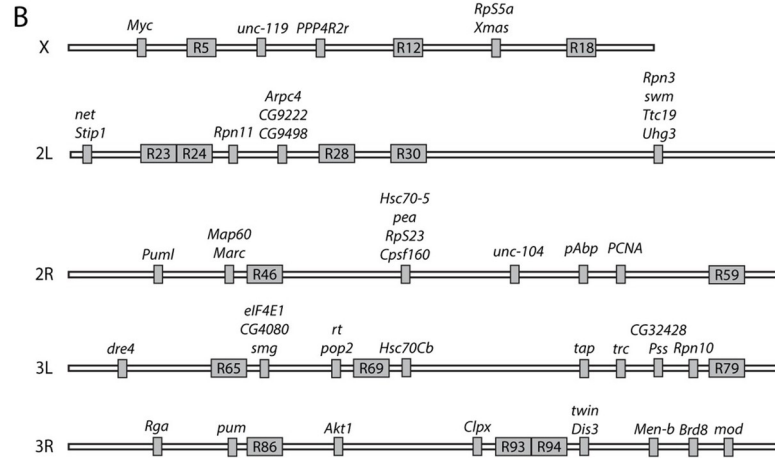 B
X
Myc
R5
unc-119
PPP4R2r
R12
RpS5a
Xmas
R18
2L
net
Stip1
R23
R24
Rpn11
Arpc4
CG9222
CG9498
R28
R30
Rpn3
swm
Ttc19
Uhg3
2R
Puml
Map60
Marc
R46
Hsc70-5
pea
RpS23
Cpsf160
unc-104
pAbp
PCNA
R59
3L
dre4
R65
eIF4E1
CG4080
smg
rt
pop2
R69
Hsc70Cb
tap
trc
CG32428
Pss
Rpn10
R79
3R
Rga
pum
R86
Akt1
Clpx
R93
R94
twin
Dis3
Men-b
Brd8
mod